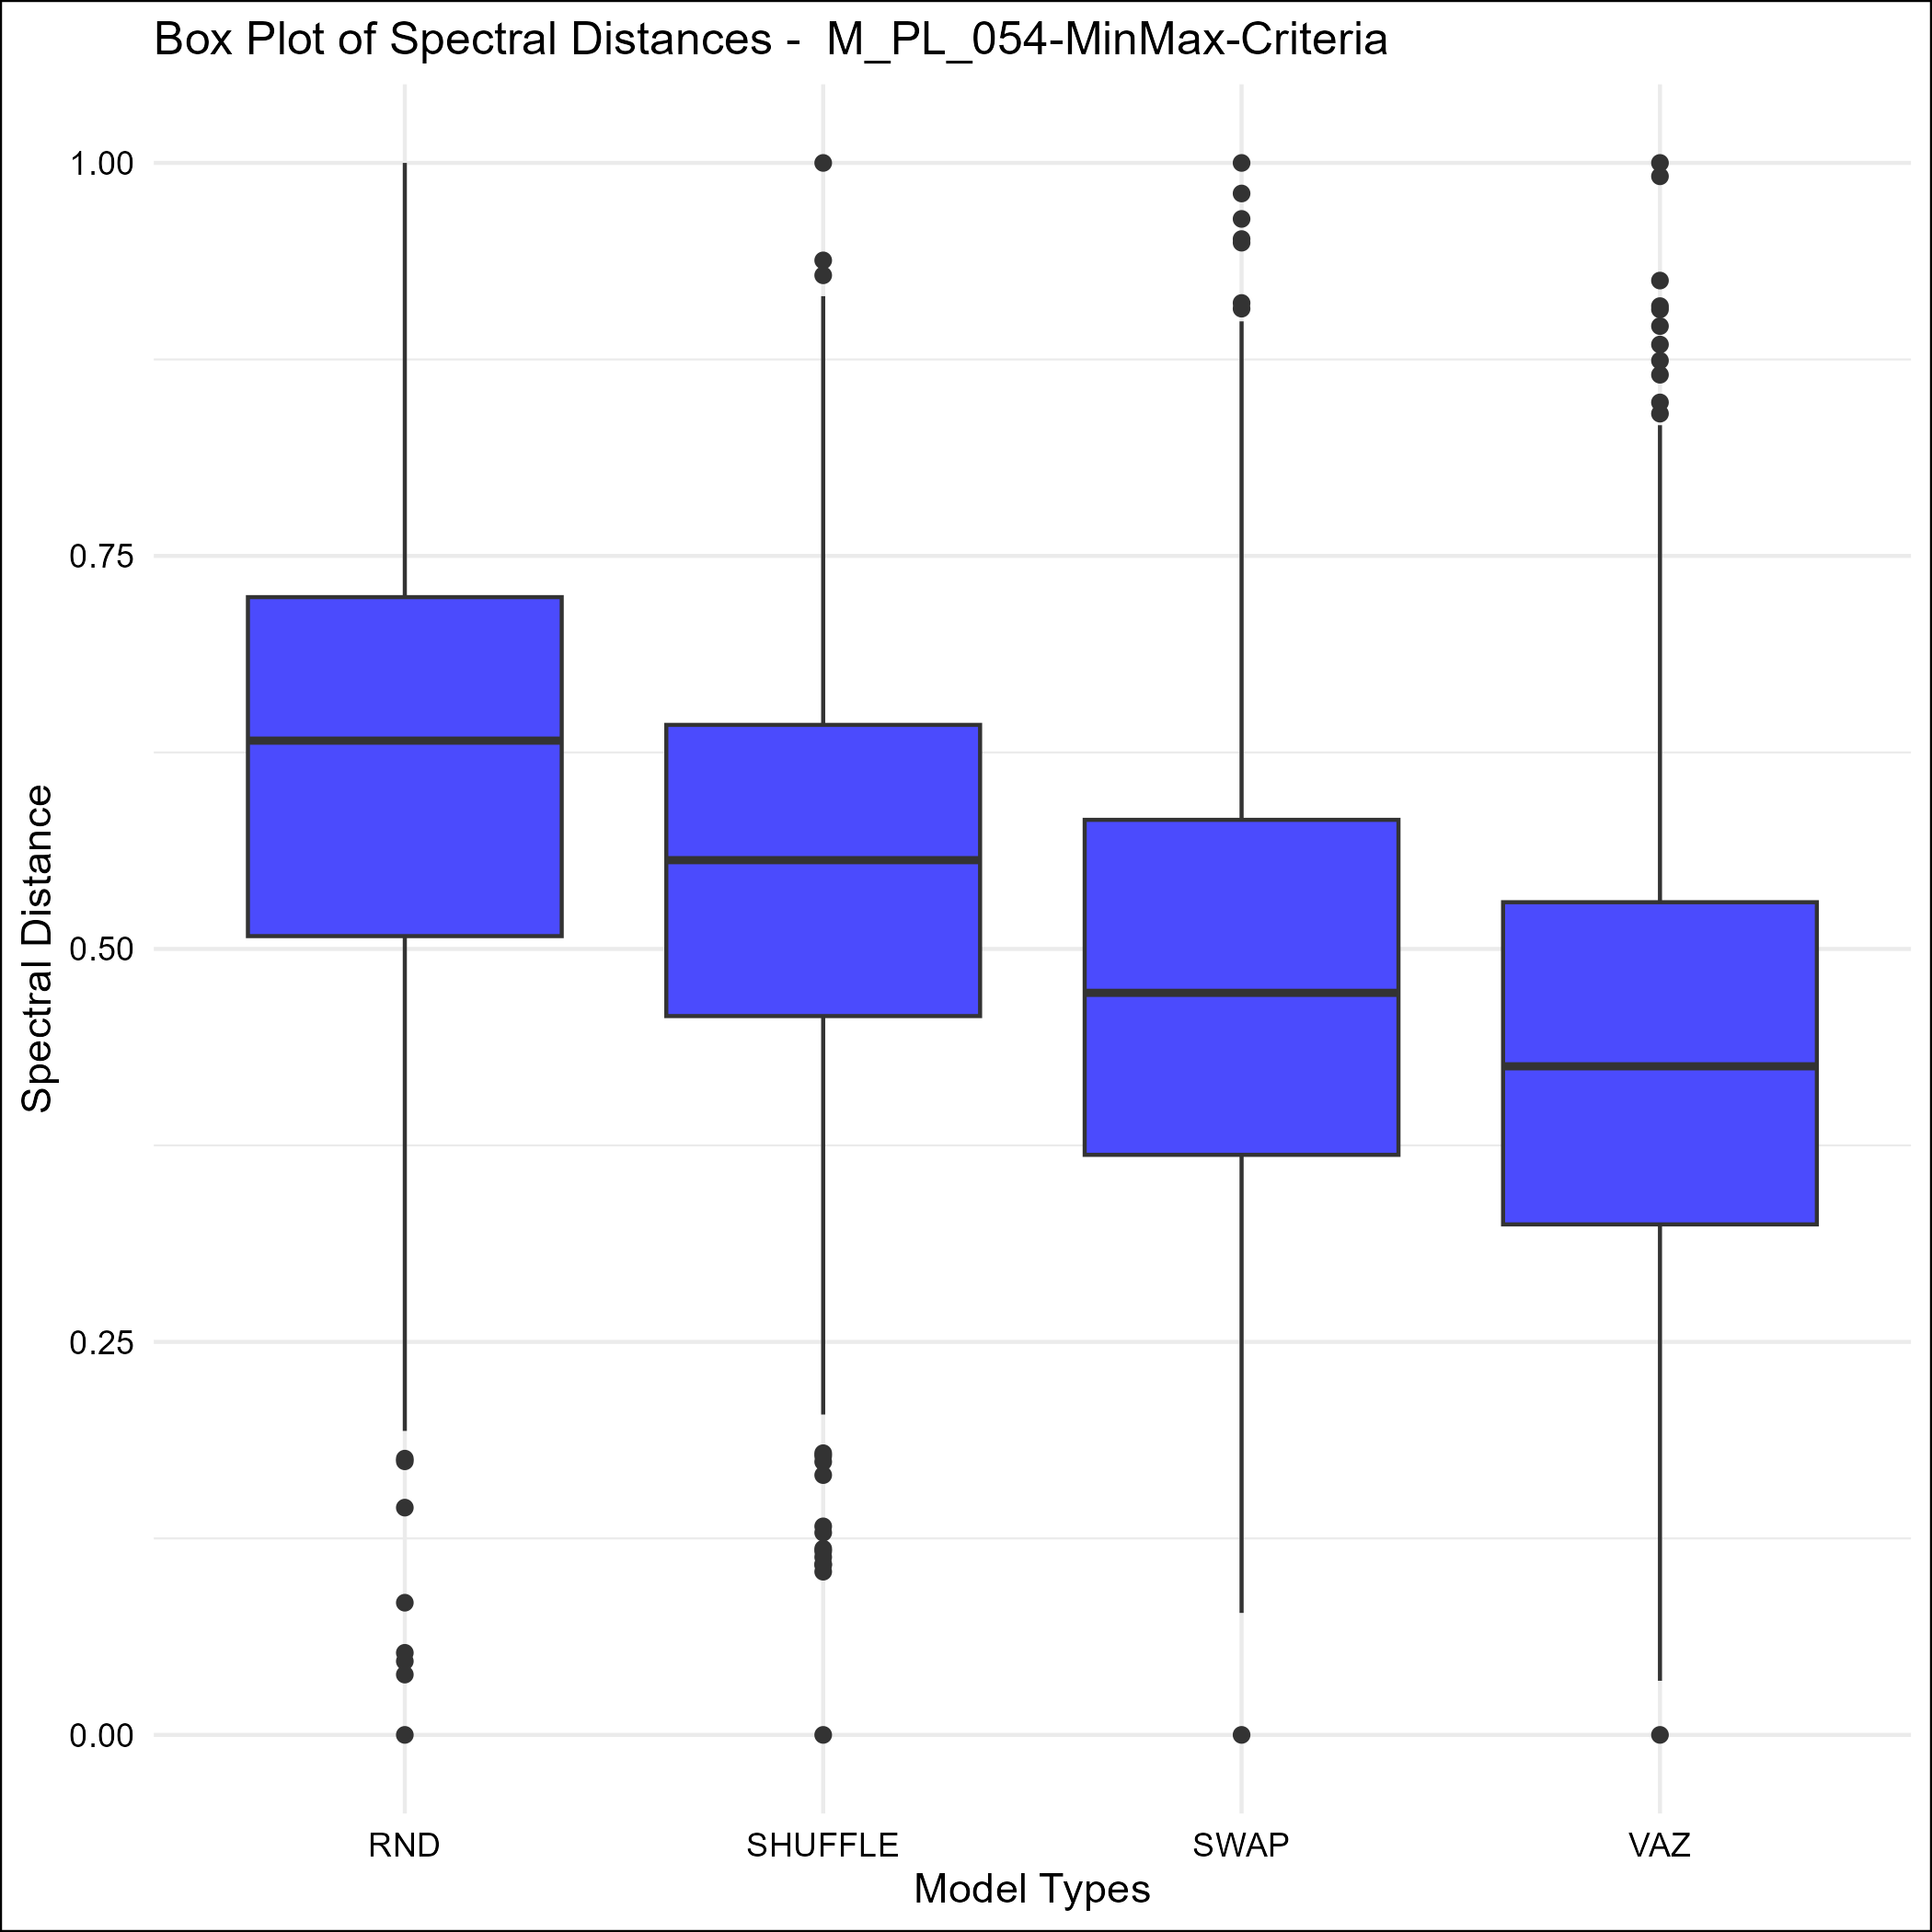 Box Plot of Spectral Distances -  M_PL_054-MinMax-Criteria
1.00
0.75
0.50
0.25
0.00
Spectral Distance
RND SHUFFLE SWAP VAZ
Model Types